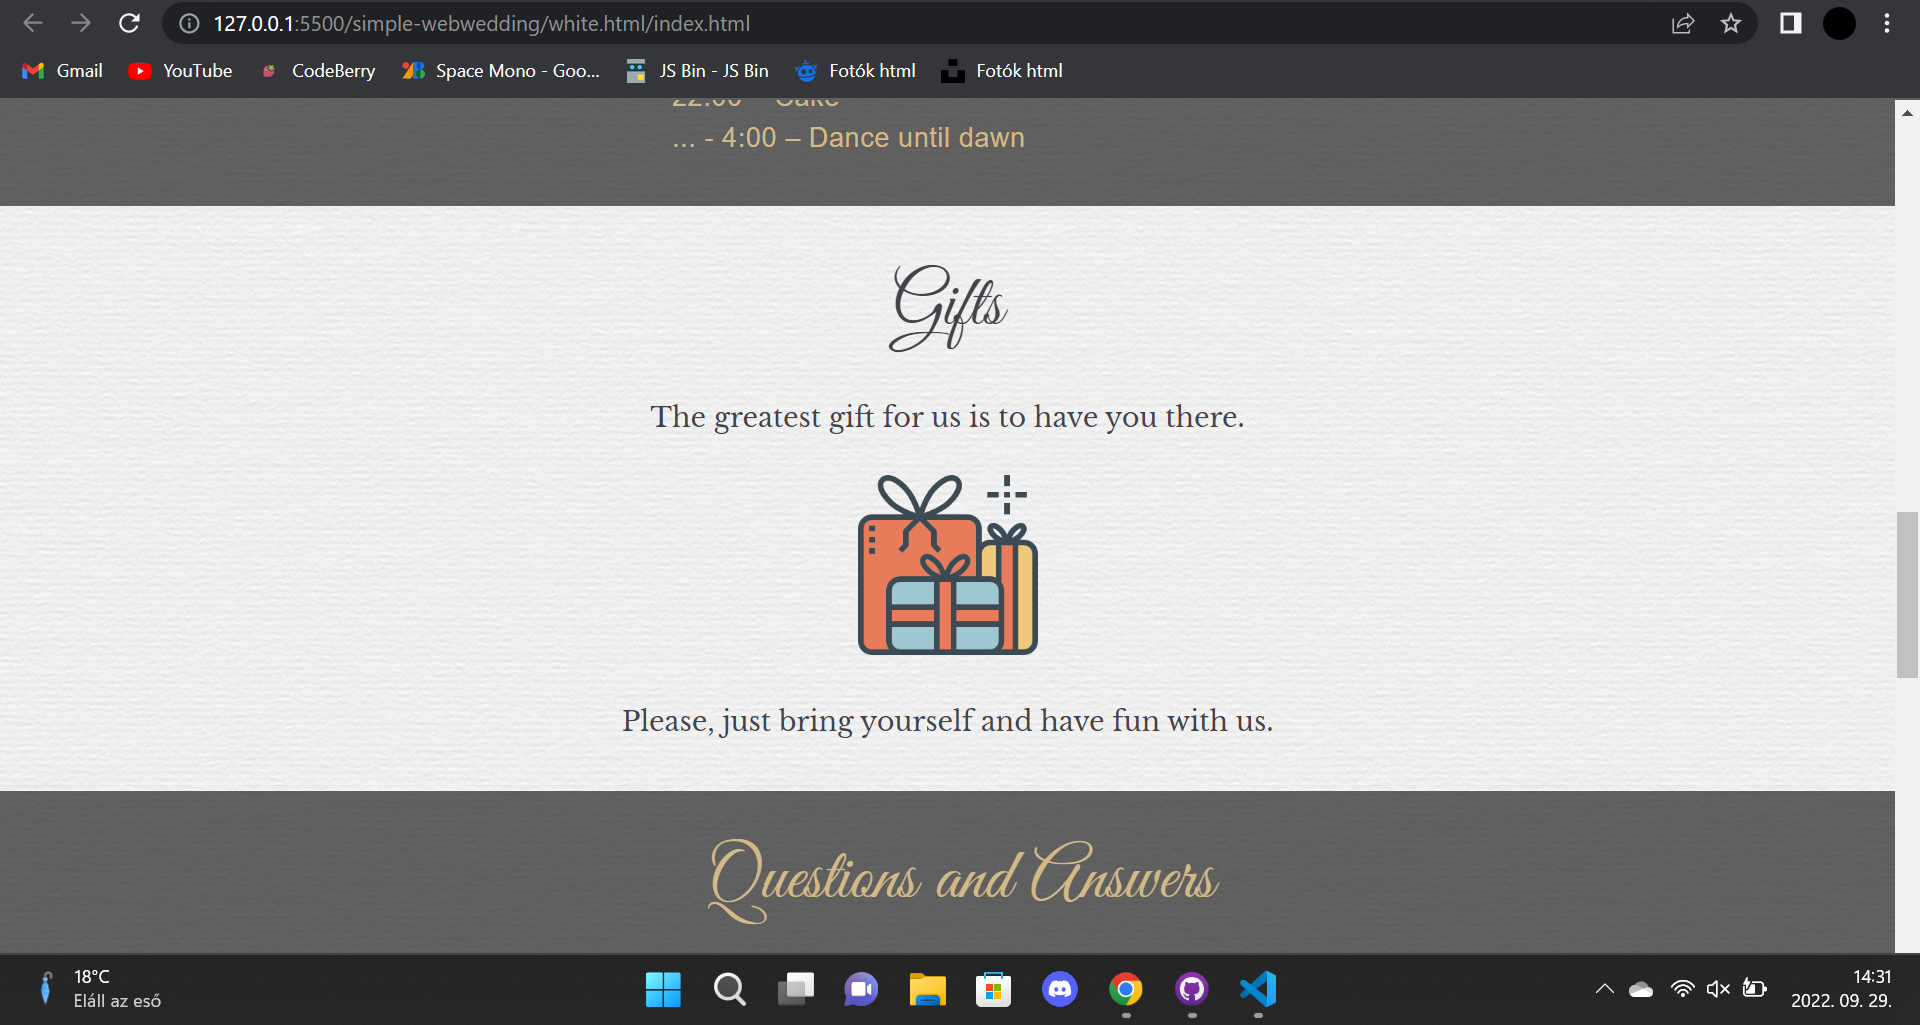 127.0.0.1:5500/simple-webwedding/white.html/index.html
Gmail YouTube CodeBerry Space Mono - Goo... JS Bin - JS Bin Fotók html Fotók html
22:00 – Cake
... - 4:00 – Dance until dawn
Gifts
The greatest gift for us is to have you there.
Please, just bring yourself and have fun with us.
Questions and Answers
18°C
Eláll az eső
14:31
2022. 09. 29.